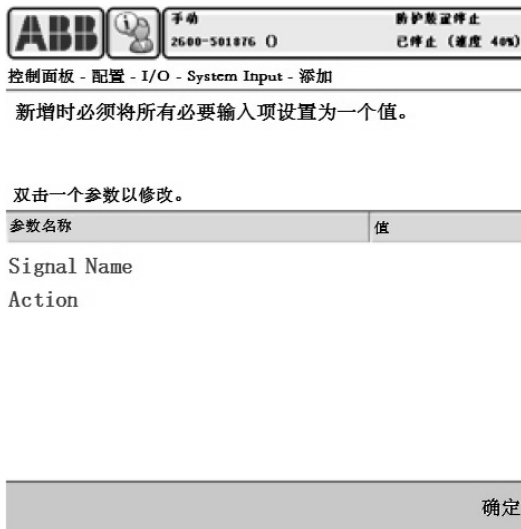 ABB
手动
防护装置停止
2600-501876 ()
已停止 (速度 40%)
控制面板 - 配置 - I/O - System Input - 添加
新增时必须将所有必要输入项设置为一个值。
双击一个参数以修改。
参数名称
值
Signal Name
Action
确定